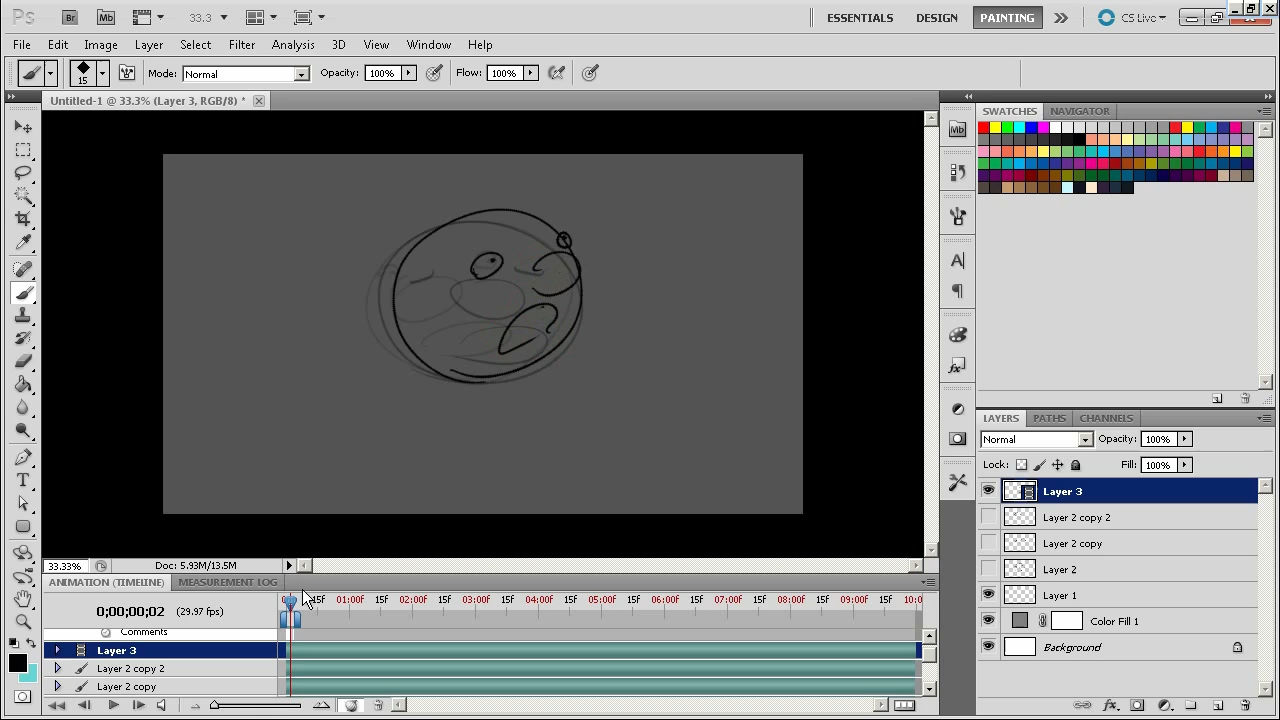 Ps Br Mb 33.3 ESSENTIALS DESIGN PAINTING CS Live
File Edit Image Layer Select Filter Analysis 3D View Window Help
15 Mode: Normal Opacity: 100% Flow: 100%
Untitled-1 @ 33.3% (Layer 3, RGB/8) *
SWATCHES NAVIGATOR
Mb
LAYERS PATHS CHANNELS
Normal Opacity: 100%
Lock: Fill: 100%
Layer 3
Layer 2 copy 2
Layer 2 copy
Layer 2
Layer 1
Color Fill 1
Background
33.33% Doc: 5.93M/13.5M
ANIMATION (TIMELINE) MEASUREMENT LOG
0;00;00;02 (29.97 fps) 01:00f 15f 02:00f 15f 03:00f 15f 04:00f 15f 05:00f 15f 06:00f 15f 07:00f 15f 08:00f 15f 09:00f 15f 10:0
Comments
Layer 3
Layer 2 copy 2
Layer 2 copy